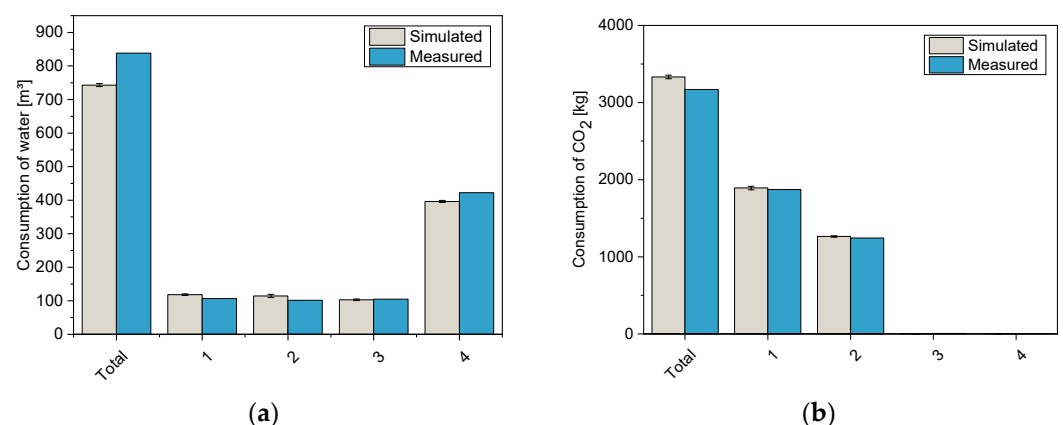 Consumption of water [m³]
900
800
700
600
500
400
300
200
100
0
Simulated
Measured
Total
1
2
3
4
(a)
Consumption of CO2 [kg]
4000
3000
2000
1000
0
Simulated
Measured
Total
1
2
3
4
(b)